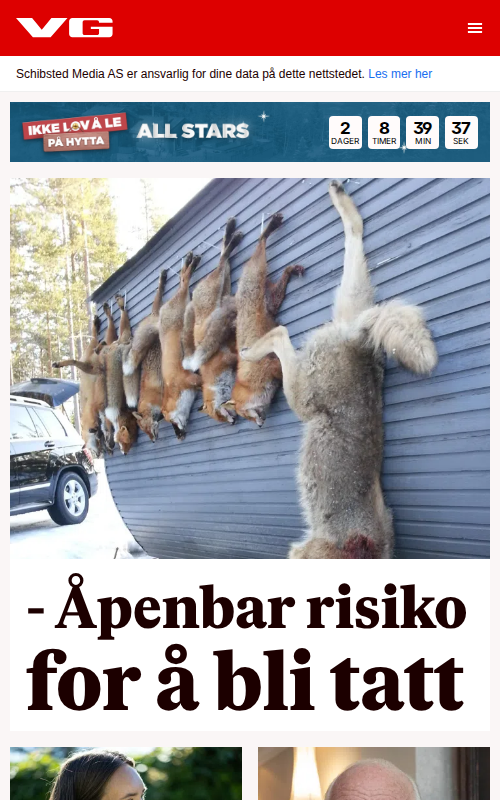 VG
Schibsted Media AS er ansvarlig for dine data på dette nettstedet. Les mer her
IKKE LOV Å LE
PÅ HYTTA
ALL STARS
2 8 39 37
DAGER TIMER MIN SEK
- Åpenbar risiko
for å bli tatt